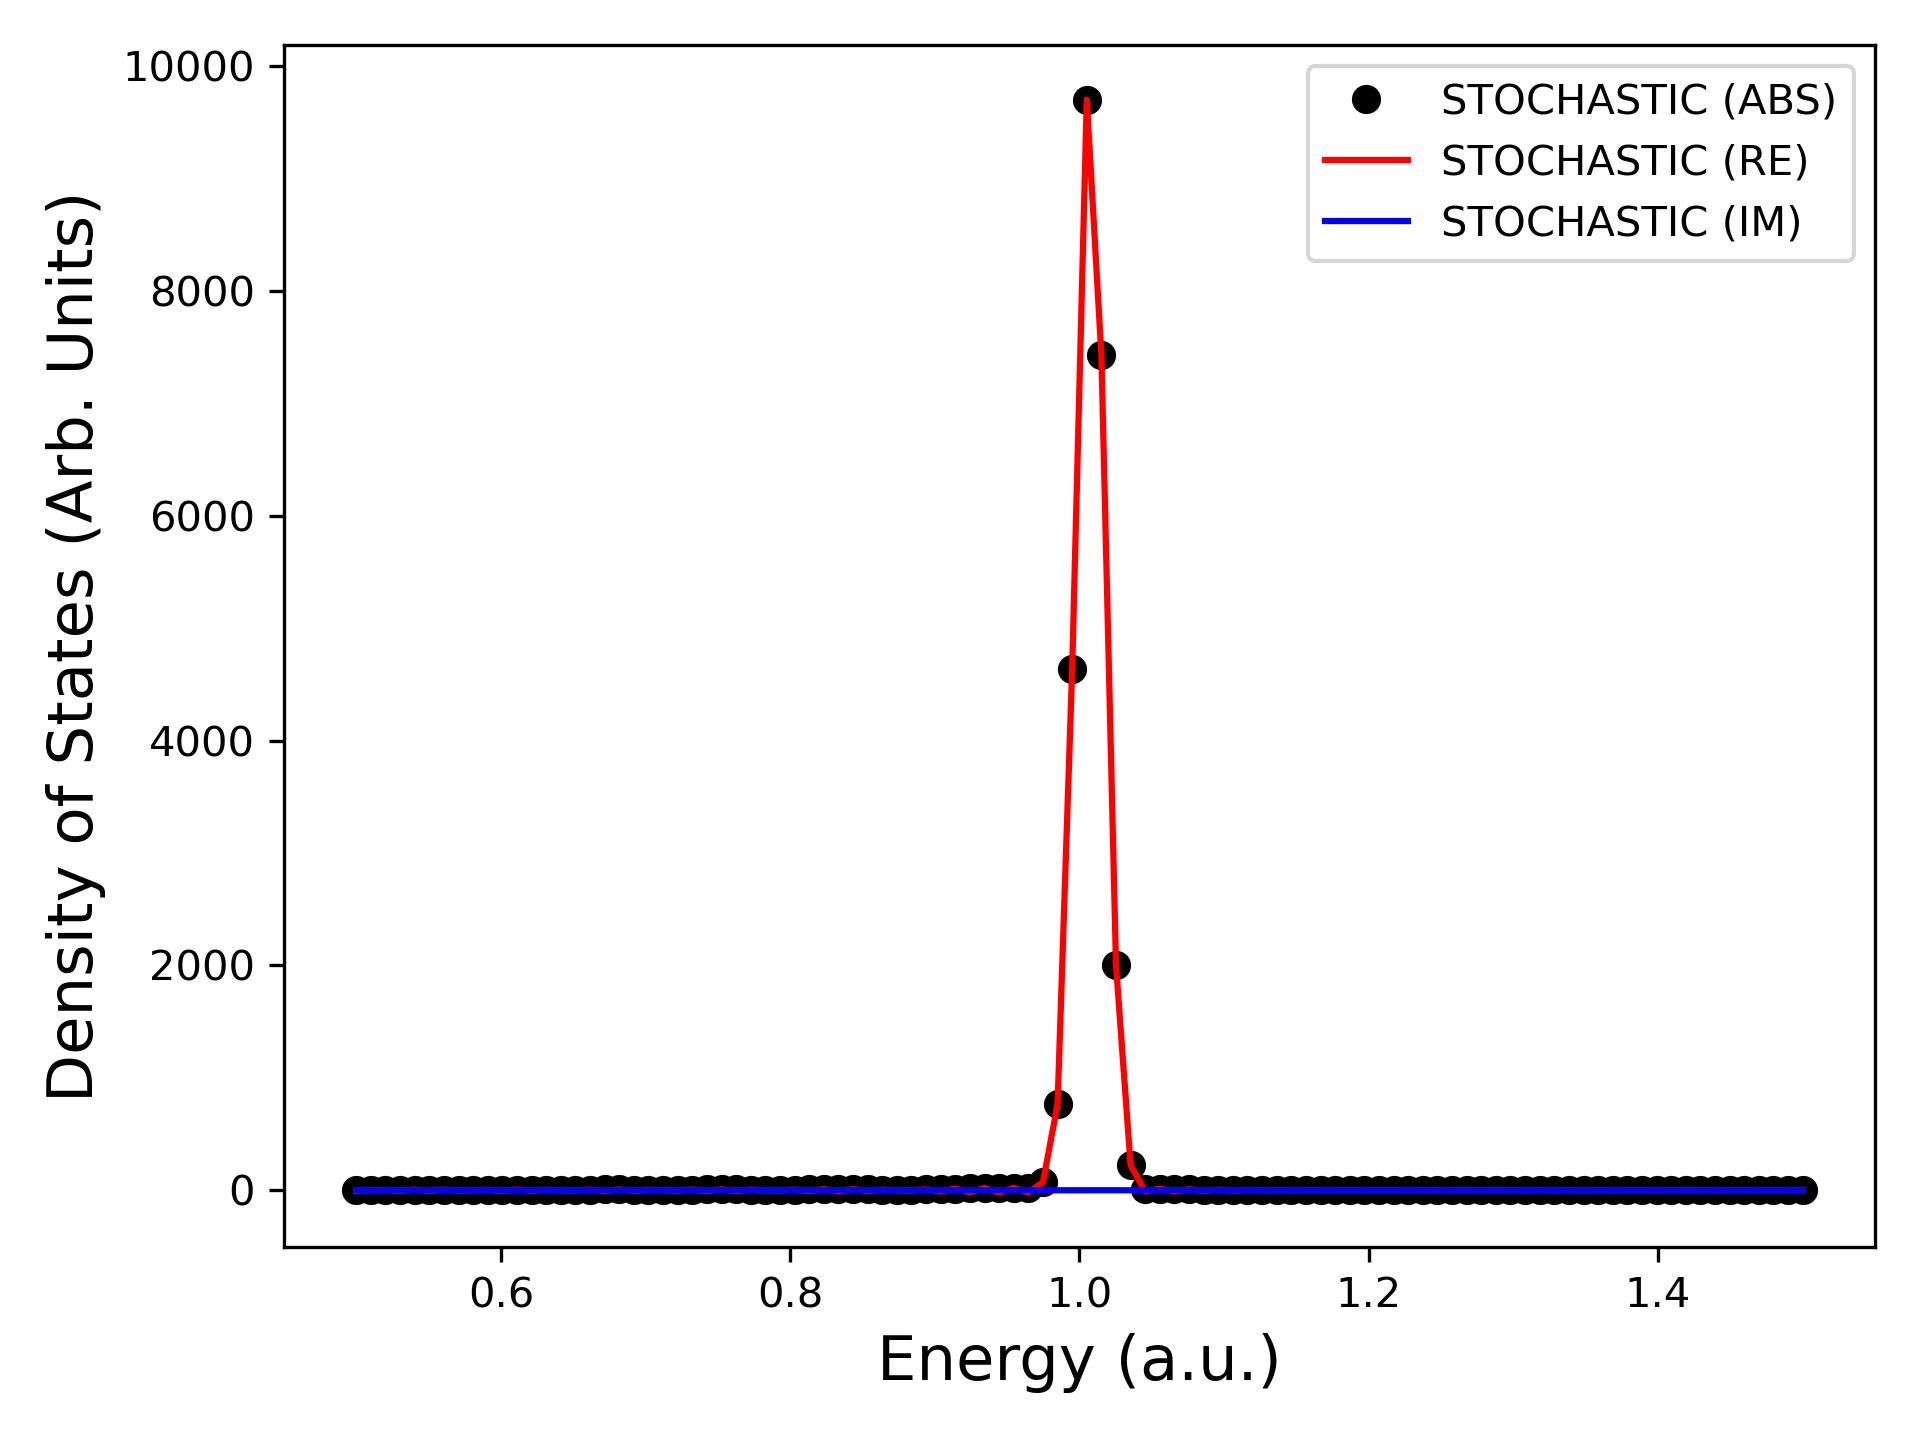 10000
8000
6000
4000
2000
0
Density of States (Arb. Units)
STOCHASTIC (ABS)
STOCHASTIC (RE)
STOCHASTIC (IM)
0.6 0.8 1.0 1.2 1.4
Energy (a.u.)